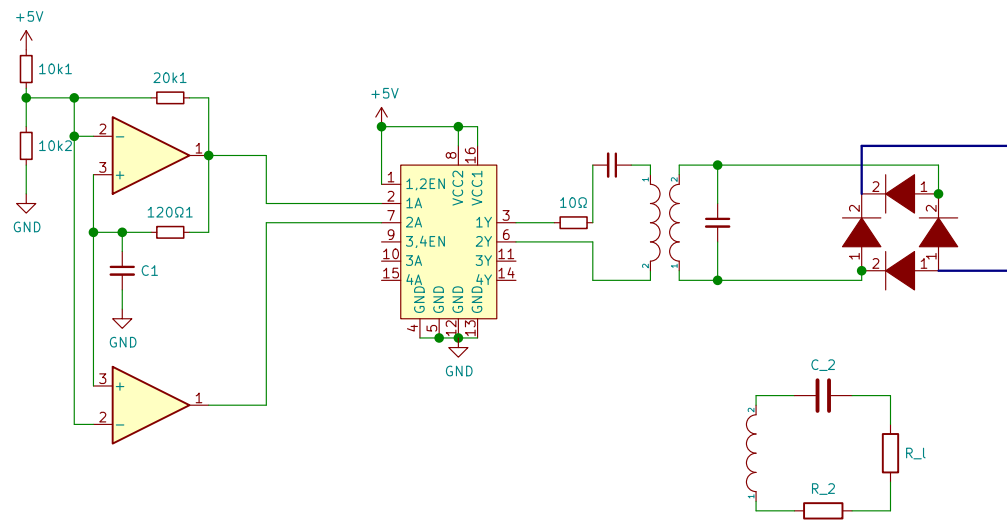 +5V
10k1
20k1
10k2
2
−
1
3
+
GND
120Ω1
C1
GND
3
+
1
2
−
+5V
8
16
VCC2
VCC1
1
1,2EN
2
1A
7
2A
1Y
3
9
3,4EN
2Y
6
10
3A
3Y
11
15
4A
4Y
14
GND
GND
GND
GND
4
5
12
13
GND
10Ω
1
2
2
1
2
1
2
2
1
1
2
1
C_2
2
R_l
1
R_2